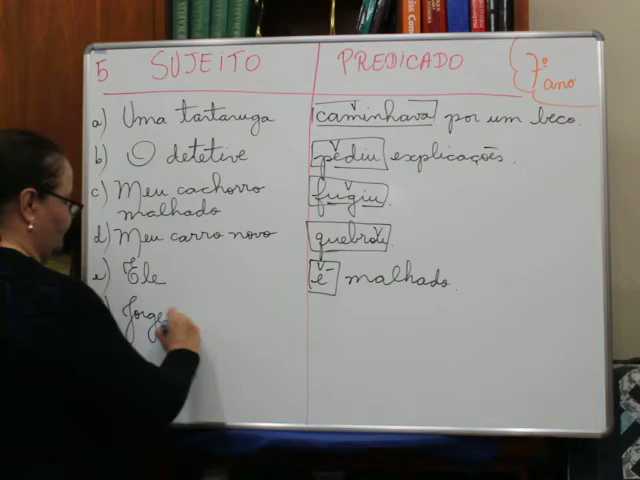 5 SUJEITO PREDICADO 7º ano
a) Uma tartaruga caminhava por um beco.
b) O detetive pediu explicações.
c) Meu cachorro fugiu.
malhado
d) Meu carro novo quebrou.
e) Ele é malhado.
Jorge